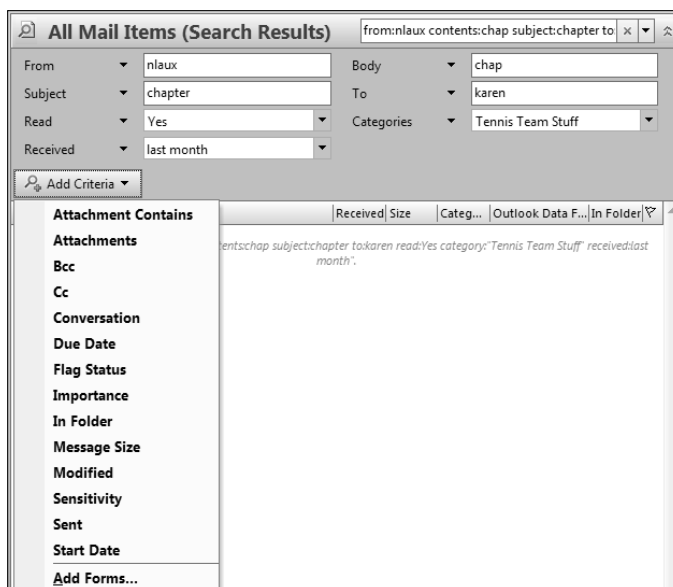 All Mail Items (Search Results) from:nlaux contents:chap subject:chapter to:
From nlaux Body chap
Subject chapter To karen
Read Yes Categories Tennis Team Stuff
Received last month
Add Criteria
Received Size Categ... Outlook Data F... In Folder
Attachment Contains
ents:chap subject:chapter to:karen read:Yes category:"Tennis Team Stuff" received:last
month".
Attachments
Bcc
Cc
Conversation
Due Date
Flag Status
Importance
In Folder
Message Size
Modified
Sensitivity
Sent
Start Date
Add Forms...